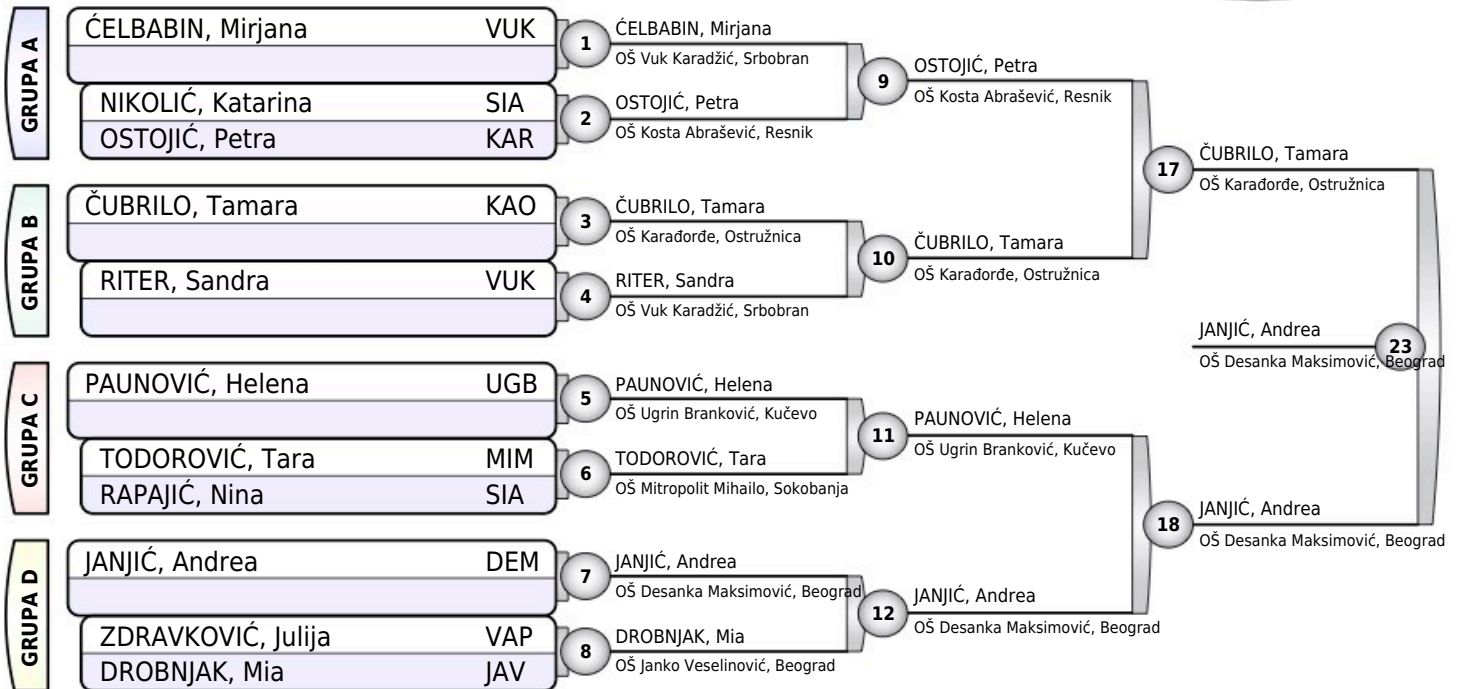 GRUPA A
ĆELBABIN, Mirjana VUK
NIKOLIĆ, Katarina SIA
OSTOJIĆ, Petra KAR
GRUPA B
ČUBRILO, Tamara KAO
RITER, Sandra VUK
GRUPA C
PAUNOVIĆ, Helena UGB
TODOROVIĆ, Tara MIM
RAPAJIĆ, Nina SIA
GRUPA D
JANJIĆ, Andrea DEM
ZDRAVKOVIĆ, Julija VAP
DROBNJAK, Mia JAV
1
ĆELBABIN, Mirjana
OŠ Vuk Karadžić, Srbobran
2
OSTOJIĆ, Petra
OŠ Kosta Abrašević, Resnik
3
ČUBRILO, Tamara
OŠ Karađorđe, Ostružnica
4
RITER, Sandra
OŠ Vuk Karadžić, Srbobran
5
PAUNOVIĆ, Helena
OŠ Ugrin Branković, Kučevo
6
TODOROVIĆ, Tara
OŠ Mitropolit Mihailo, Sokobanja
7
JANJIĆ, Andrea
OŠ Desanka Maksimović, Beograd
8
DROBNJAK, Mia
OŠ Janko Veselinović, Beograd
9
OSTOJIĆ, Petra
OŠ Kosta Abrašević, Resnik
10
ČUBRILO, Tamara
OŠ Karađorđe, Ostružnica
11
PAUNOVIĆ, Helena
OŠ Ugrin Branković, Kučevo
12
JANJIĆ, Andrea
OŠ Desanka Maksimović, Beograd
17
ČUBRILO, Tamara
OŠ Karađorđe, Ostružnica
18
JANJIĆ, Andrea
OŠ Desanka Maksimović, Beograd
23
JANJIĆ, Andrea
OŠ Desanka Maksimović, Beograd